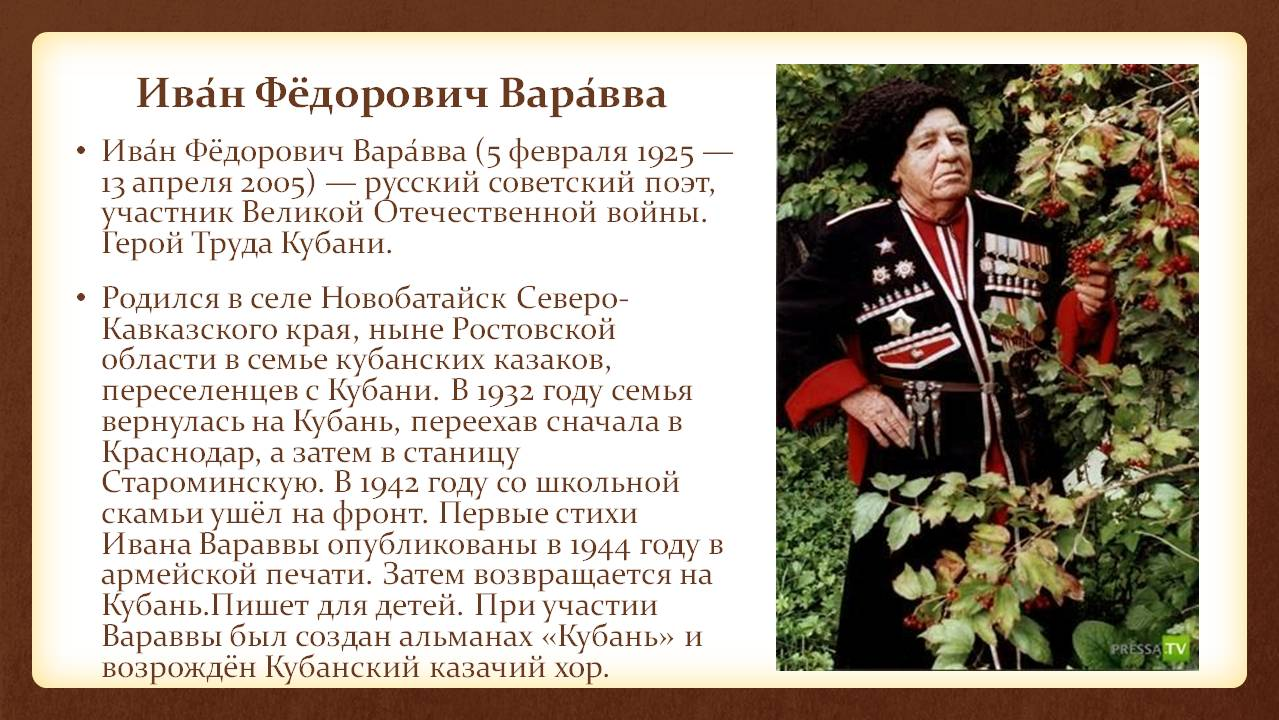 Ива́н Фёдорович Вара́вва
• Ива́н Фёдорович Вара́вва (5 февраля 1925 —
13 апреля 2005) — русский советский поэт,
участник Великой Отечественной войны.
Герой Труда Кубани.
• Родился в селе Новобатайск Северо-
Кавказского края, ныне Ростовской
области в семье кубанских казаков,
переселенцев с Кубани. В 1932 году семья
вернулась на Кубань, переехав сначала в
Краснодар, а затем в станицу
Староминскую. В 1942 году со школьной
скамьи ушёл на фронт. Первые стихи
Ивана Вараввы опубликованы в 1944 году в
армейской печати. Затем возвращается на
Кубань.Пишет для детей. При участии
Вараввы был создан альманах «Кубань» и
возрождён Кубанский казачий хор.
PRESSA.TV